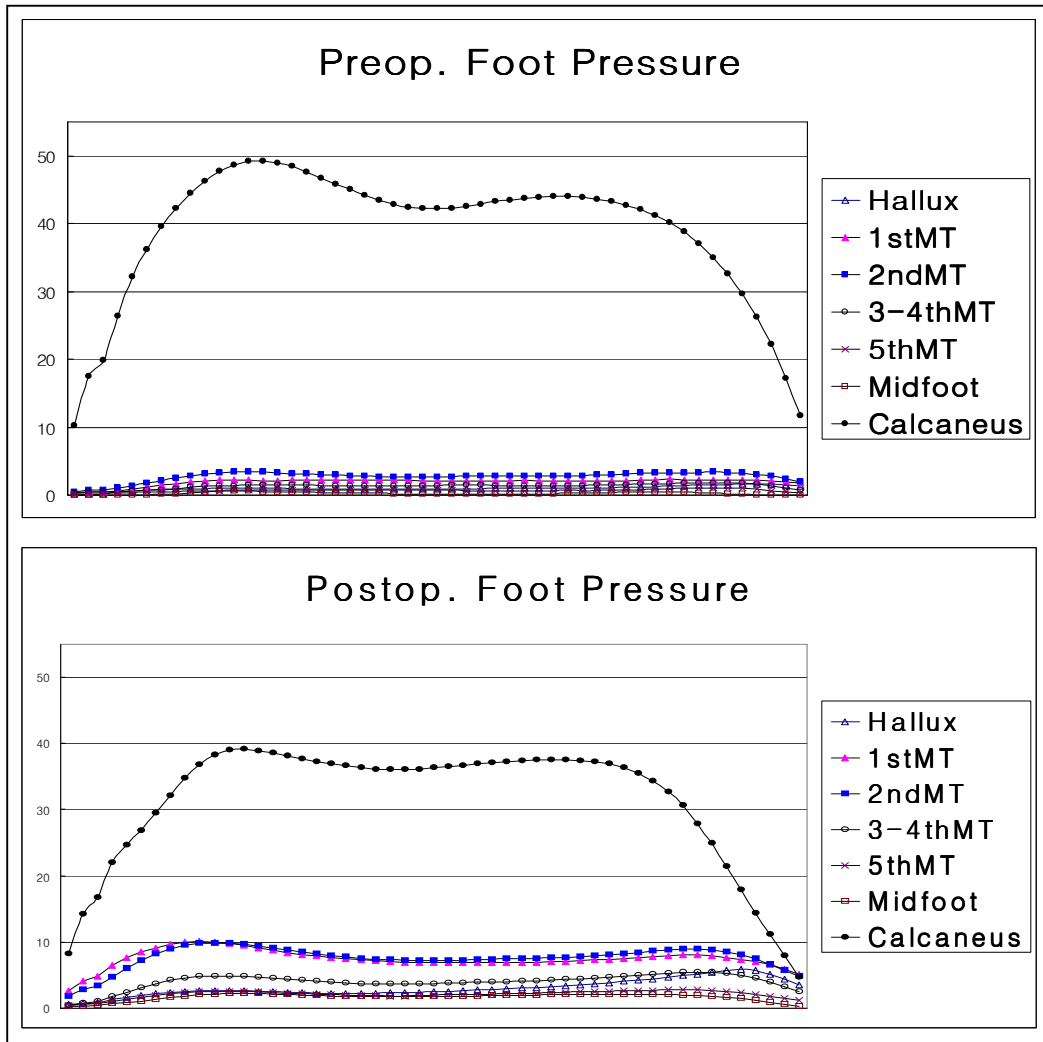 Preop. Foot Pressure
50
40
30
20
10
0
Hallux
1stMT
2ndMT
3-4thMT
5thMT
Midfoot
Calcaneus
Postop. Foot Pressure
50
40
30
20
10
0
Hallux
1stMT
2ndMT
3-4thMT
5thMT
Midfoot
Calcaneus